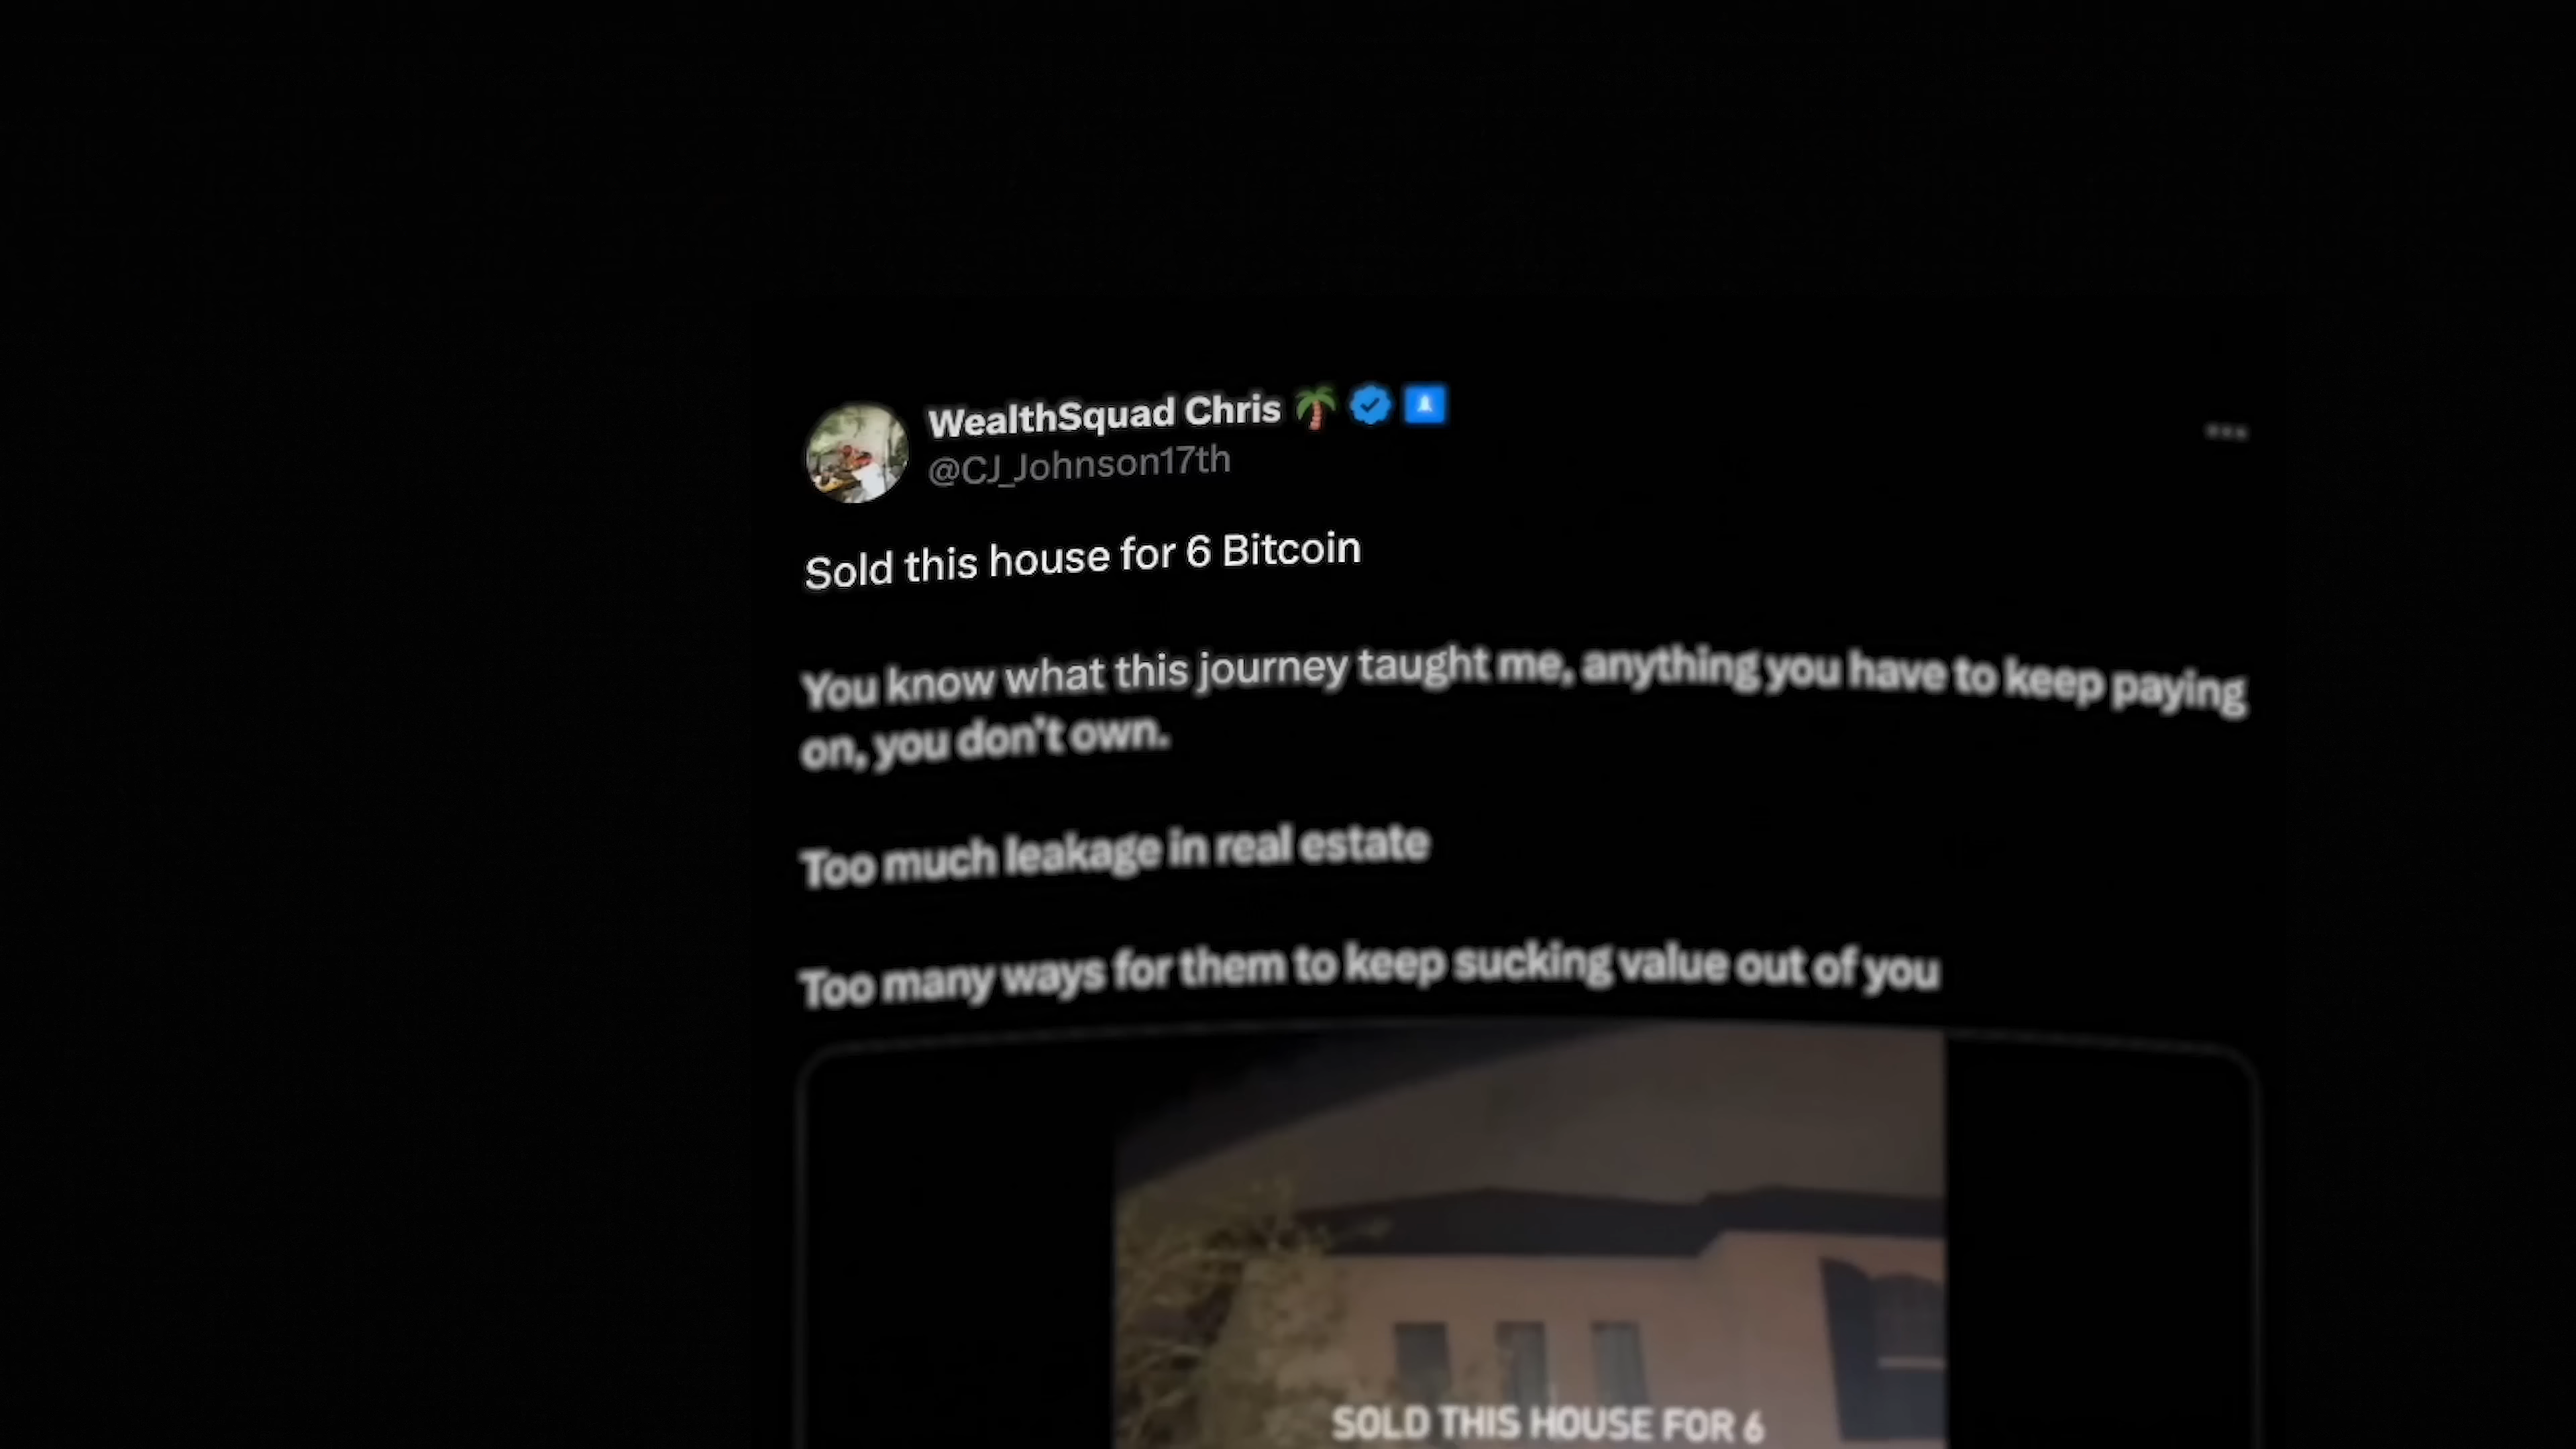 WealthSquad Chris
@CJ_Johnson17th
Sold this house for 6 Bitcoin
You know what this journey taught me, anything you have to keep paying
on, you don't own.
Too much leakage in real estate
Too many ways for them to keep sucking value out of you
SOLD THIS HOUSE FOR 6